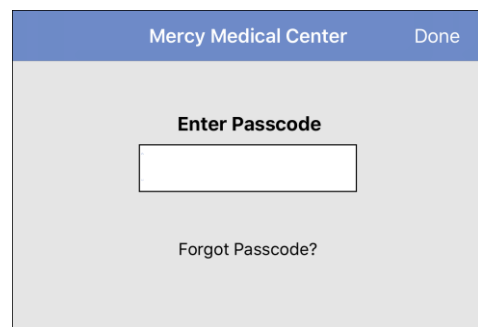 Mercy Medical Center Done
Enter Passcode
Forgot Passcode?